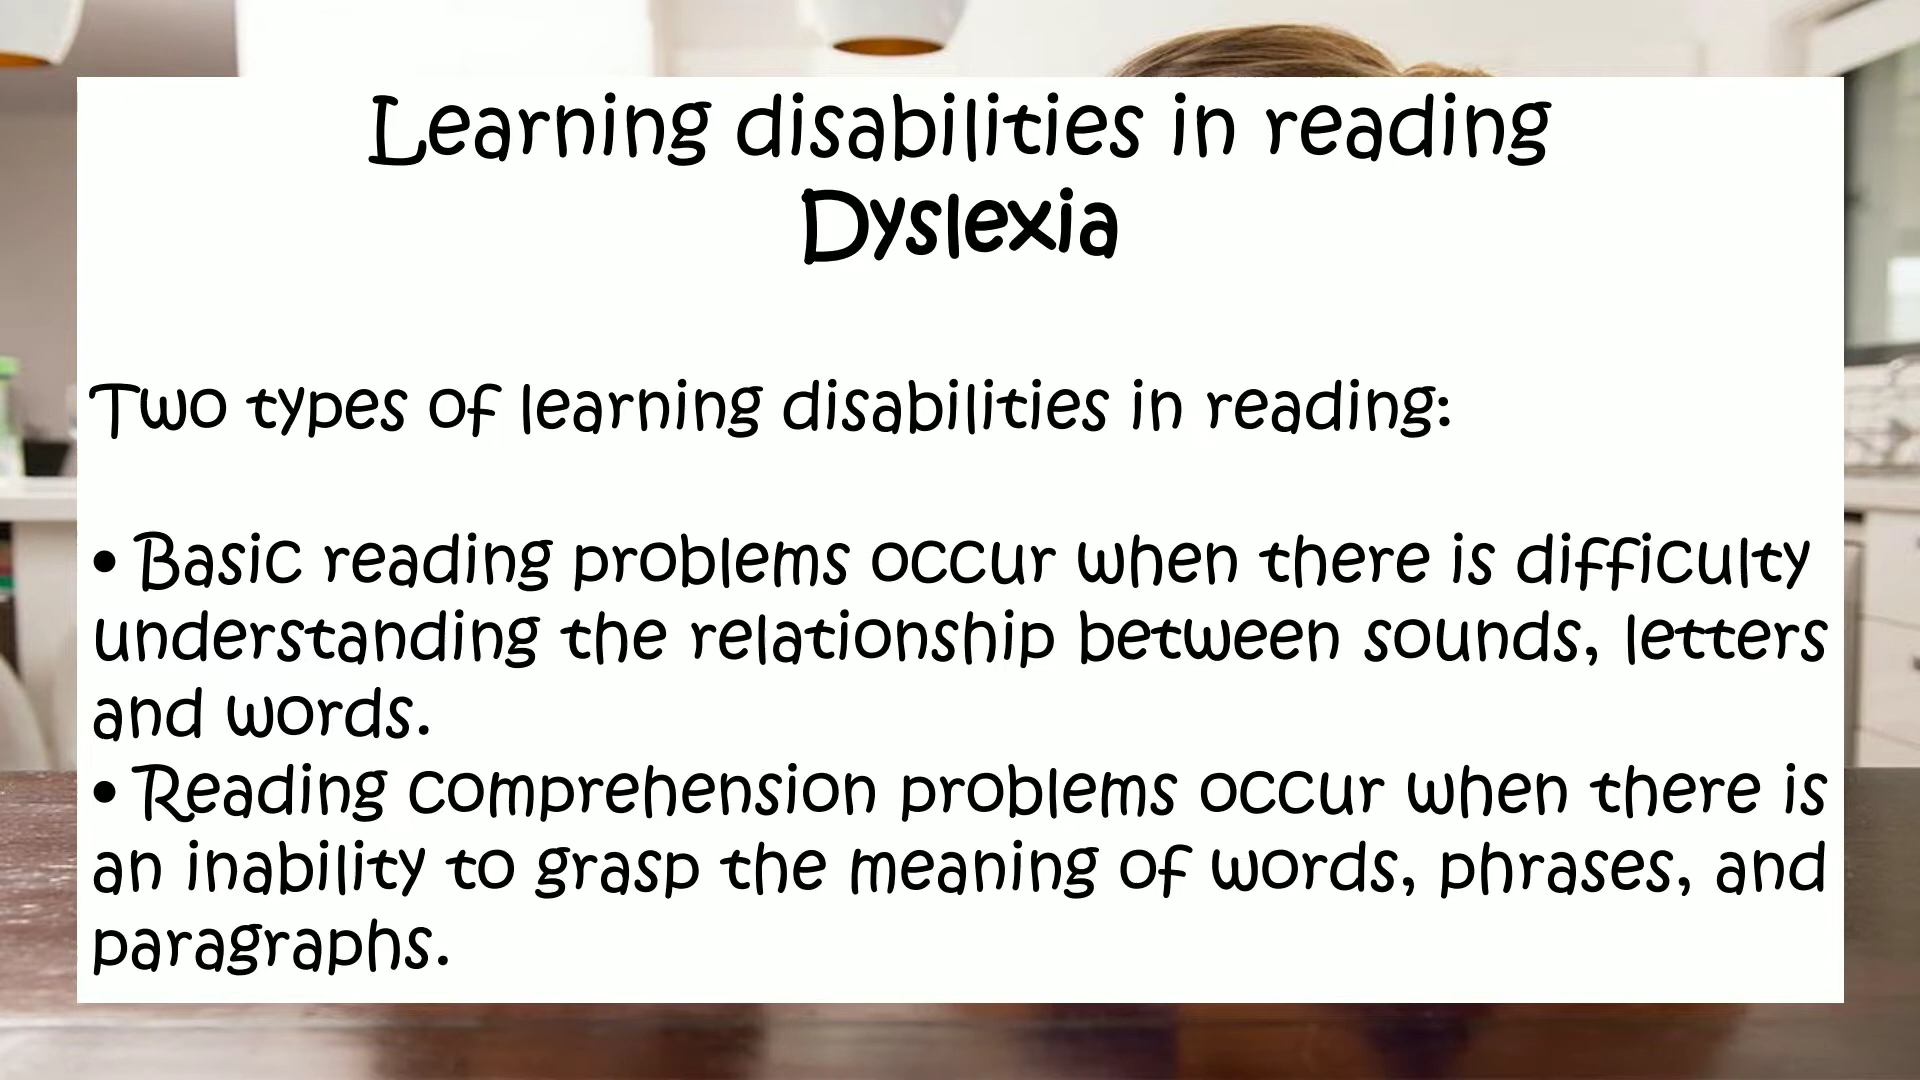 Learning disabilities in reading
Dyslexia
Two types of learning disabilities in reading:
• Basic reading problems occur when there is difficulty
understanding the relationship between sounds, letters
and words.
• Reading comprehension problems occur when there is
an inability to grasp the meaning of words, phrases, and
paragraphs.